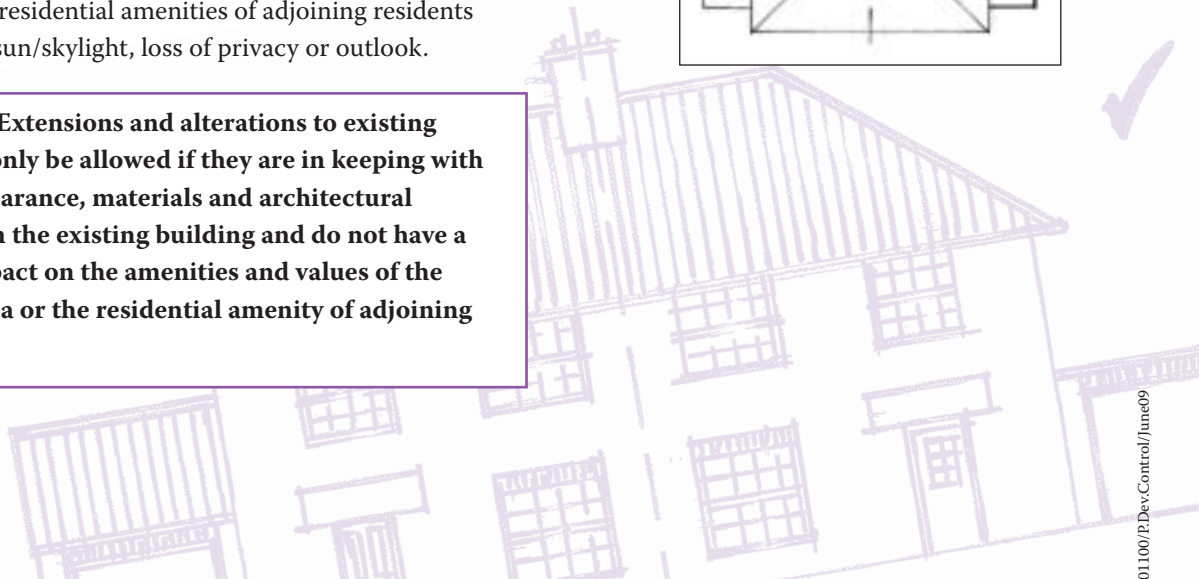 residential amenities of adjoining residents
sun/skylight, loss of privacy or outlook.
Extensions and alterations to existing
only be allowed if they are in keeping with
arance, materials and architectural
the existing building and do not have a
act on the amenities and values of the
a or the residential amenity of adjoining
01100/P.Dev.Control/June09